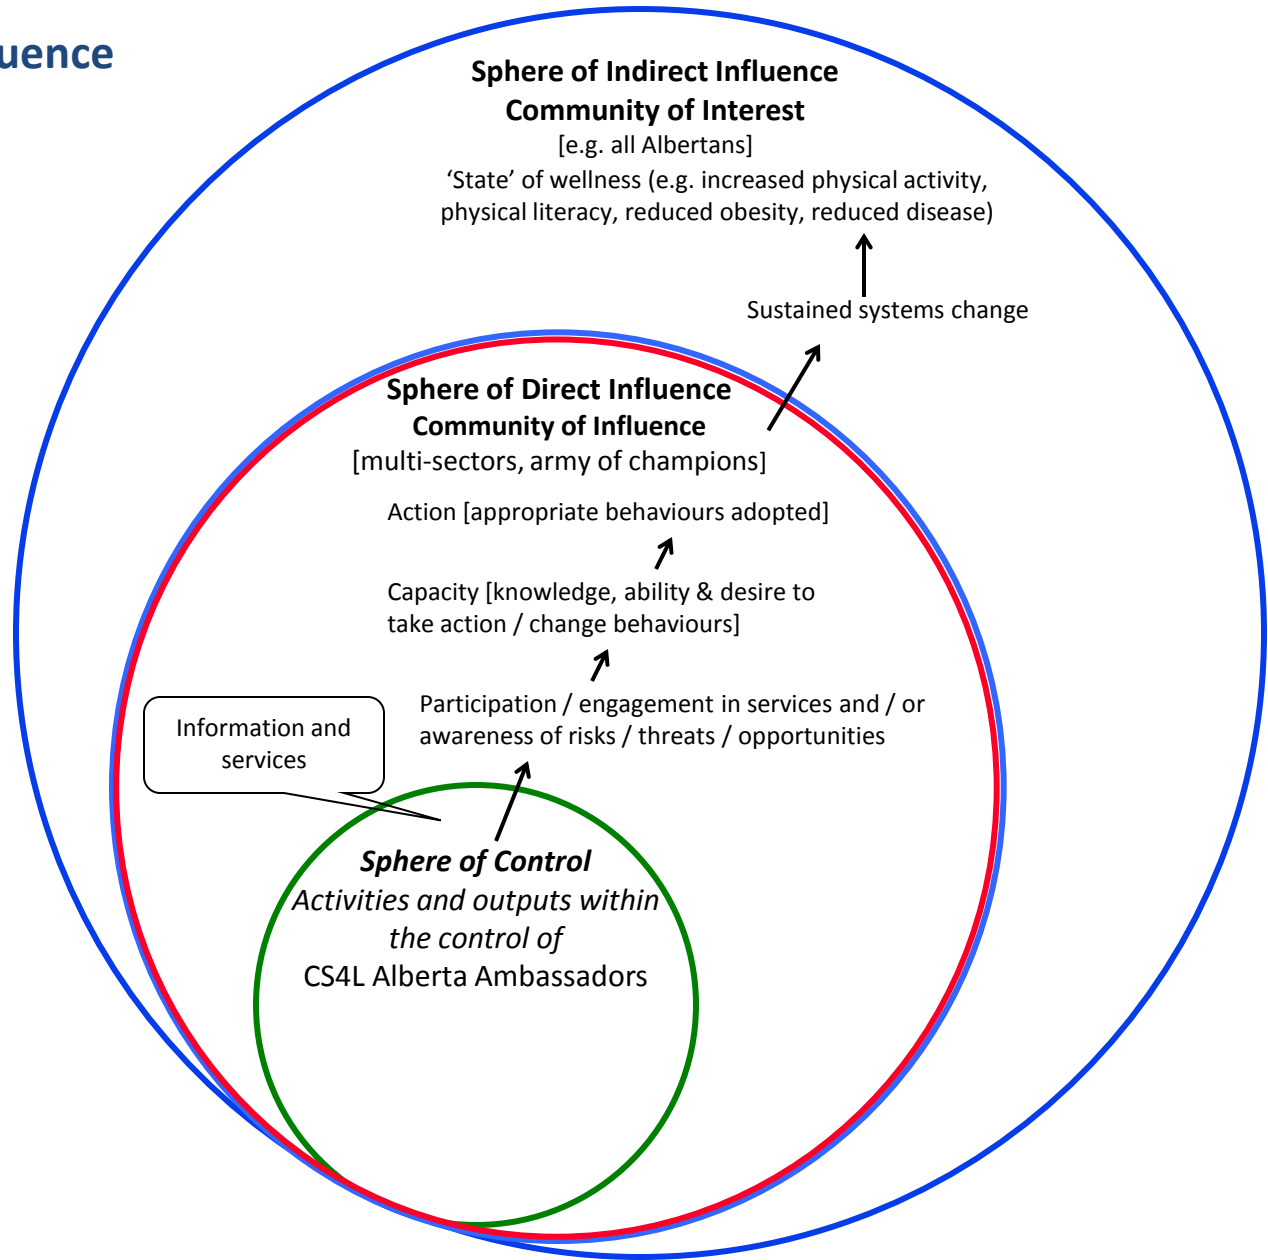 uence
Sphere of Indirect Influence
Community of Interest
[e.g. all Albertans]
‘State’ of wellness (e.g. increased physical activity,
physical literacy, reduced obesity, reduced disease)
Sustained systems change
Sphere of Direct Influence
Community of Influence
[multi-sectors, army of champions]
Action [appropriate behaviours adopted]
Capacity [knowledge, ability & desire to
take action / change behaviours]
Participation / engagement in services and / or
awareness of risks / threats / opportunities
Information and
services
Sphere of Control
Activities and outputs within
the control of
CS4L Alberta Ambassadors